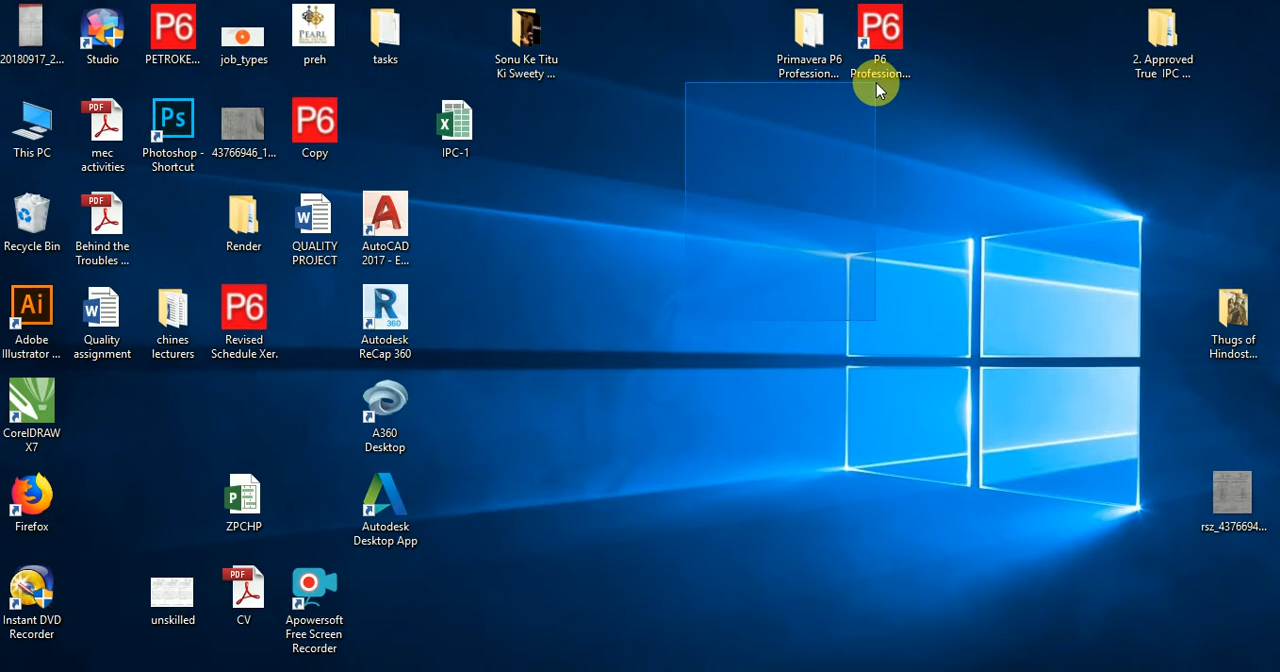 20180917_2...
Studio
PETROKE...
job_types
preh
tasks
Sonu Ke Titu
Ki Sweety ...
Primavera P6
Profession...
P6
Profession...
2. Approved
True IPC ...
This PC
mec
activities
Photoshop -
Shortcut
43766946_1...
Copy
IPC-1
Recycle Bin
Behind the
Troubles ...
Render
QUALITY
PROJECT
AutoCAD
2017 - E...
Adobe
Illustrator ...
Quality
assignment
chines
lecturers
Revised
Schedule Xer.
Autodesk
ReCap 360
CorelDRAW
X7
A360
Desktop
Thugs of
Hindost...
Firefox
ZPCHP
Autodesk
Desktop App
rsz_4376694...
Instant DVD
Recorder
unskilled
CV
Apowersoft
Free Screen
Recorder
P6
PEARL
P6
PDF
Ps
P6
PDF
W
A
Ai
W
P6
R
360
PDF